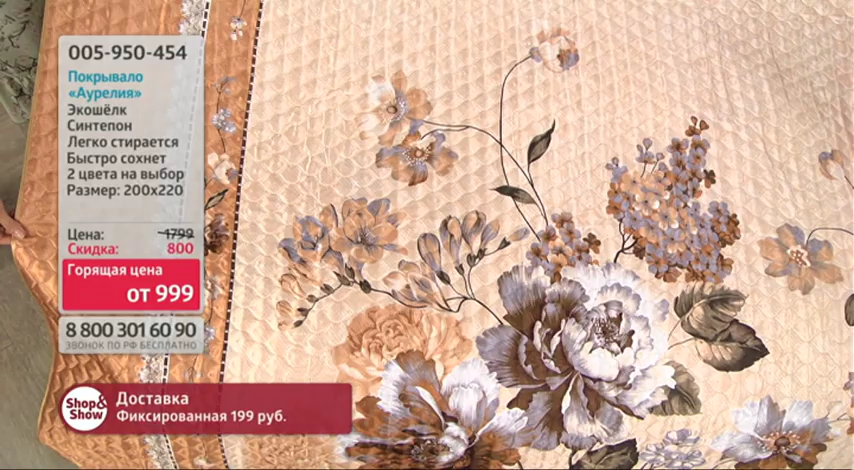 005-950-454
Покрывало
«Аурелия»
Экошёлк
Синтепон
Легко стирается
Быстро сохнет
2 цвета на выбор
Размер: 200x220
Цена: 1799
Скидка: 800
Горящая цена
от 999
8 800 301 60 90
ЗВОНОК ПО РФ БЕСПЛАТНО
Shop&
Show
Доставка
Фиксированная 199 руб.